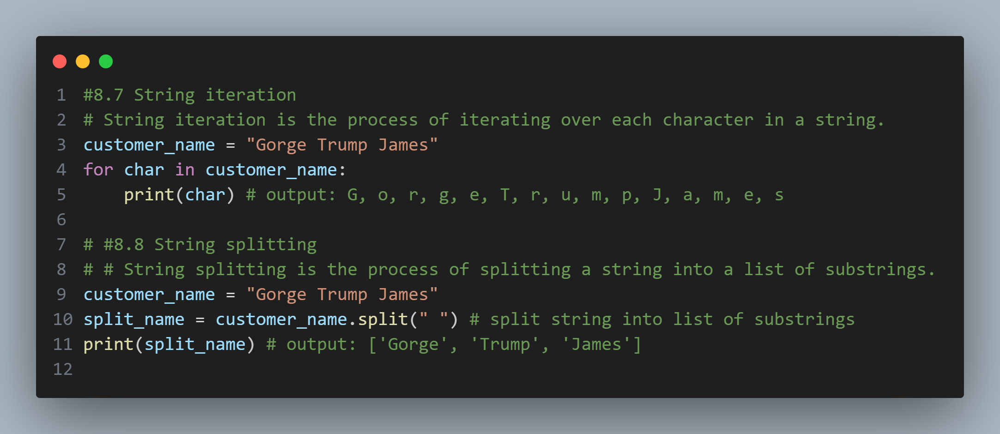 1 #8.7 String iteration
2 # String iteration is the process of iterating over each character in a string.
3 customer_name = "Gorge Trump James"
4 for char in customer_name:
5     print(char) # output: G, o, r, g, e, T, r, u, m, p, J, a, m, e, s
6
7 # #8.8 String splitting
8 # # String splitting is the process of splitting a string into a list of substrings.
9 customer_name = "Gorge Trump James"
10 split_name = customer_name.split(" ") # split string into list of substrings
11 print(split_name) # output: ['Gorge', 'Trump', 'James']
12